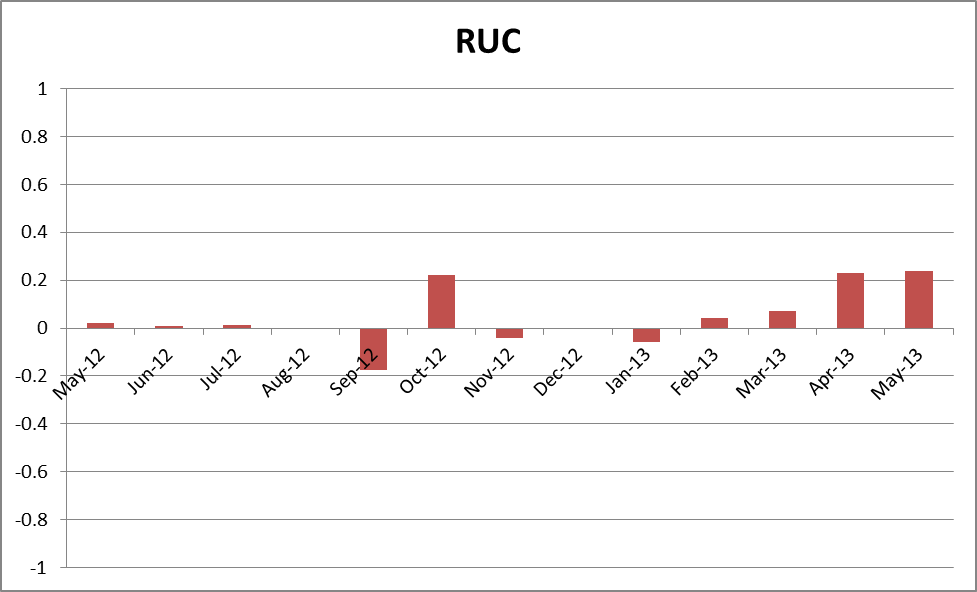 RUC
1
0.8
0.6
0.4
0.2
0
-0.2
-0.4
-0.6
-0.8
-1
May-12
Jun-12
Jul-12
Aug-12
Sep-12
Oct-12
Nov-12
Dec-12
Jan-13
Feb-13
Mar-13
Apr-13
May-13